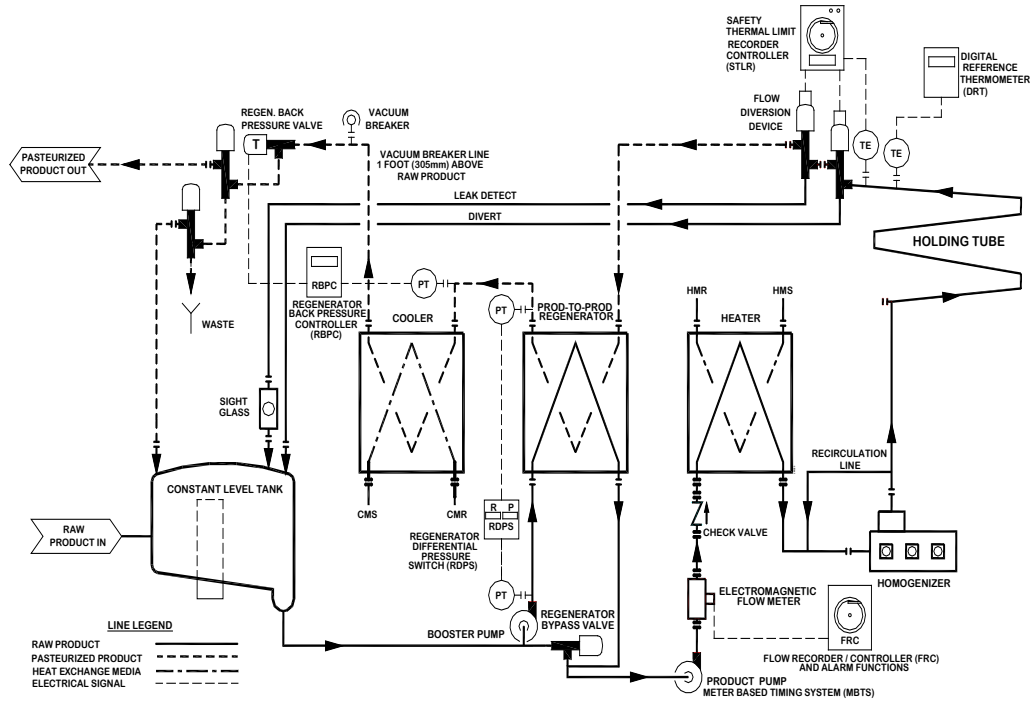 SAFETY
THERMAL LIMIT
RECORDER
CONTROLLER
(STLR)
DIGITAL
REFERENCE
THERMOMETER
(DRT)
FLOW
DIVERSION
DEVICE
TE
TE
REGEN. BACK
PRESSURE VALVE
T
VACUUM
BREAKER
PASTEURIZED
PRODUCT OUT
VACUUM BREAKER LINE
1 FOOT (305mm) ABOVE
RAW PRODUCT
LEAK DETECT
DIVERT
HOLDING TUBE
RBPC
REGENERATOR
BACK PRESSURE
CONTROLLER (RBPC)
PT
PT
COOLER
PROD-TO-PROD
REGENERATOR
HMR
HMS
HEATER
WASTE
SIGHT
GLASS
RECIRCULATION
LINE
CONSTANT LEVEL TANK
CMS
CMR
R P
RDPS
REGENERATOR
DIFFERENTIAL
PRESSURE
SWITCH (RDPS)
PT
CHECK VALVE
RAW
PRODUCT IN
HOMOGENIZER
ELECTROMAGNETIC
FLOW METER
FRC
FLOW RECORDER / CONTROLLER (FRC)
AND ALARM FUNCTIONS
BOOSTER PUMP
REGENERATOR
BYPASS VALVE
PRODUCT PUMP
METER BASED TIMING SYSTEM (MBTS)
LINE LEGEND
RAW PRODUCT
PASTEURIZED PRODUCT
HEAT EXCHANGE MEDIA
ELECTRICAL SIGNAL